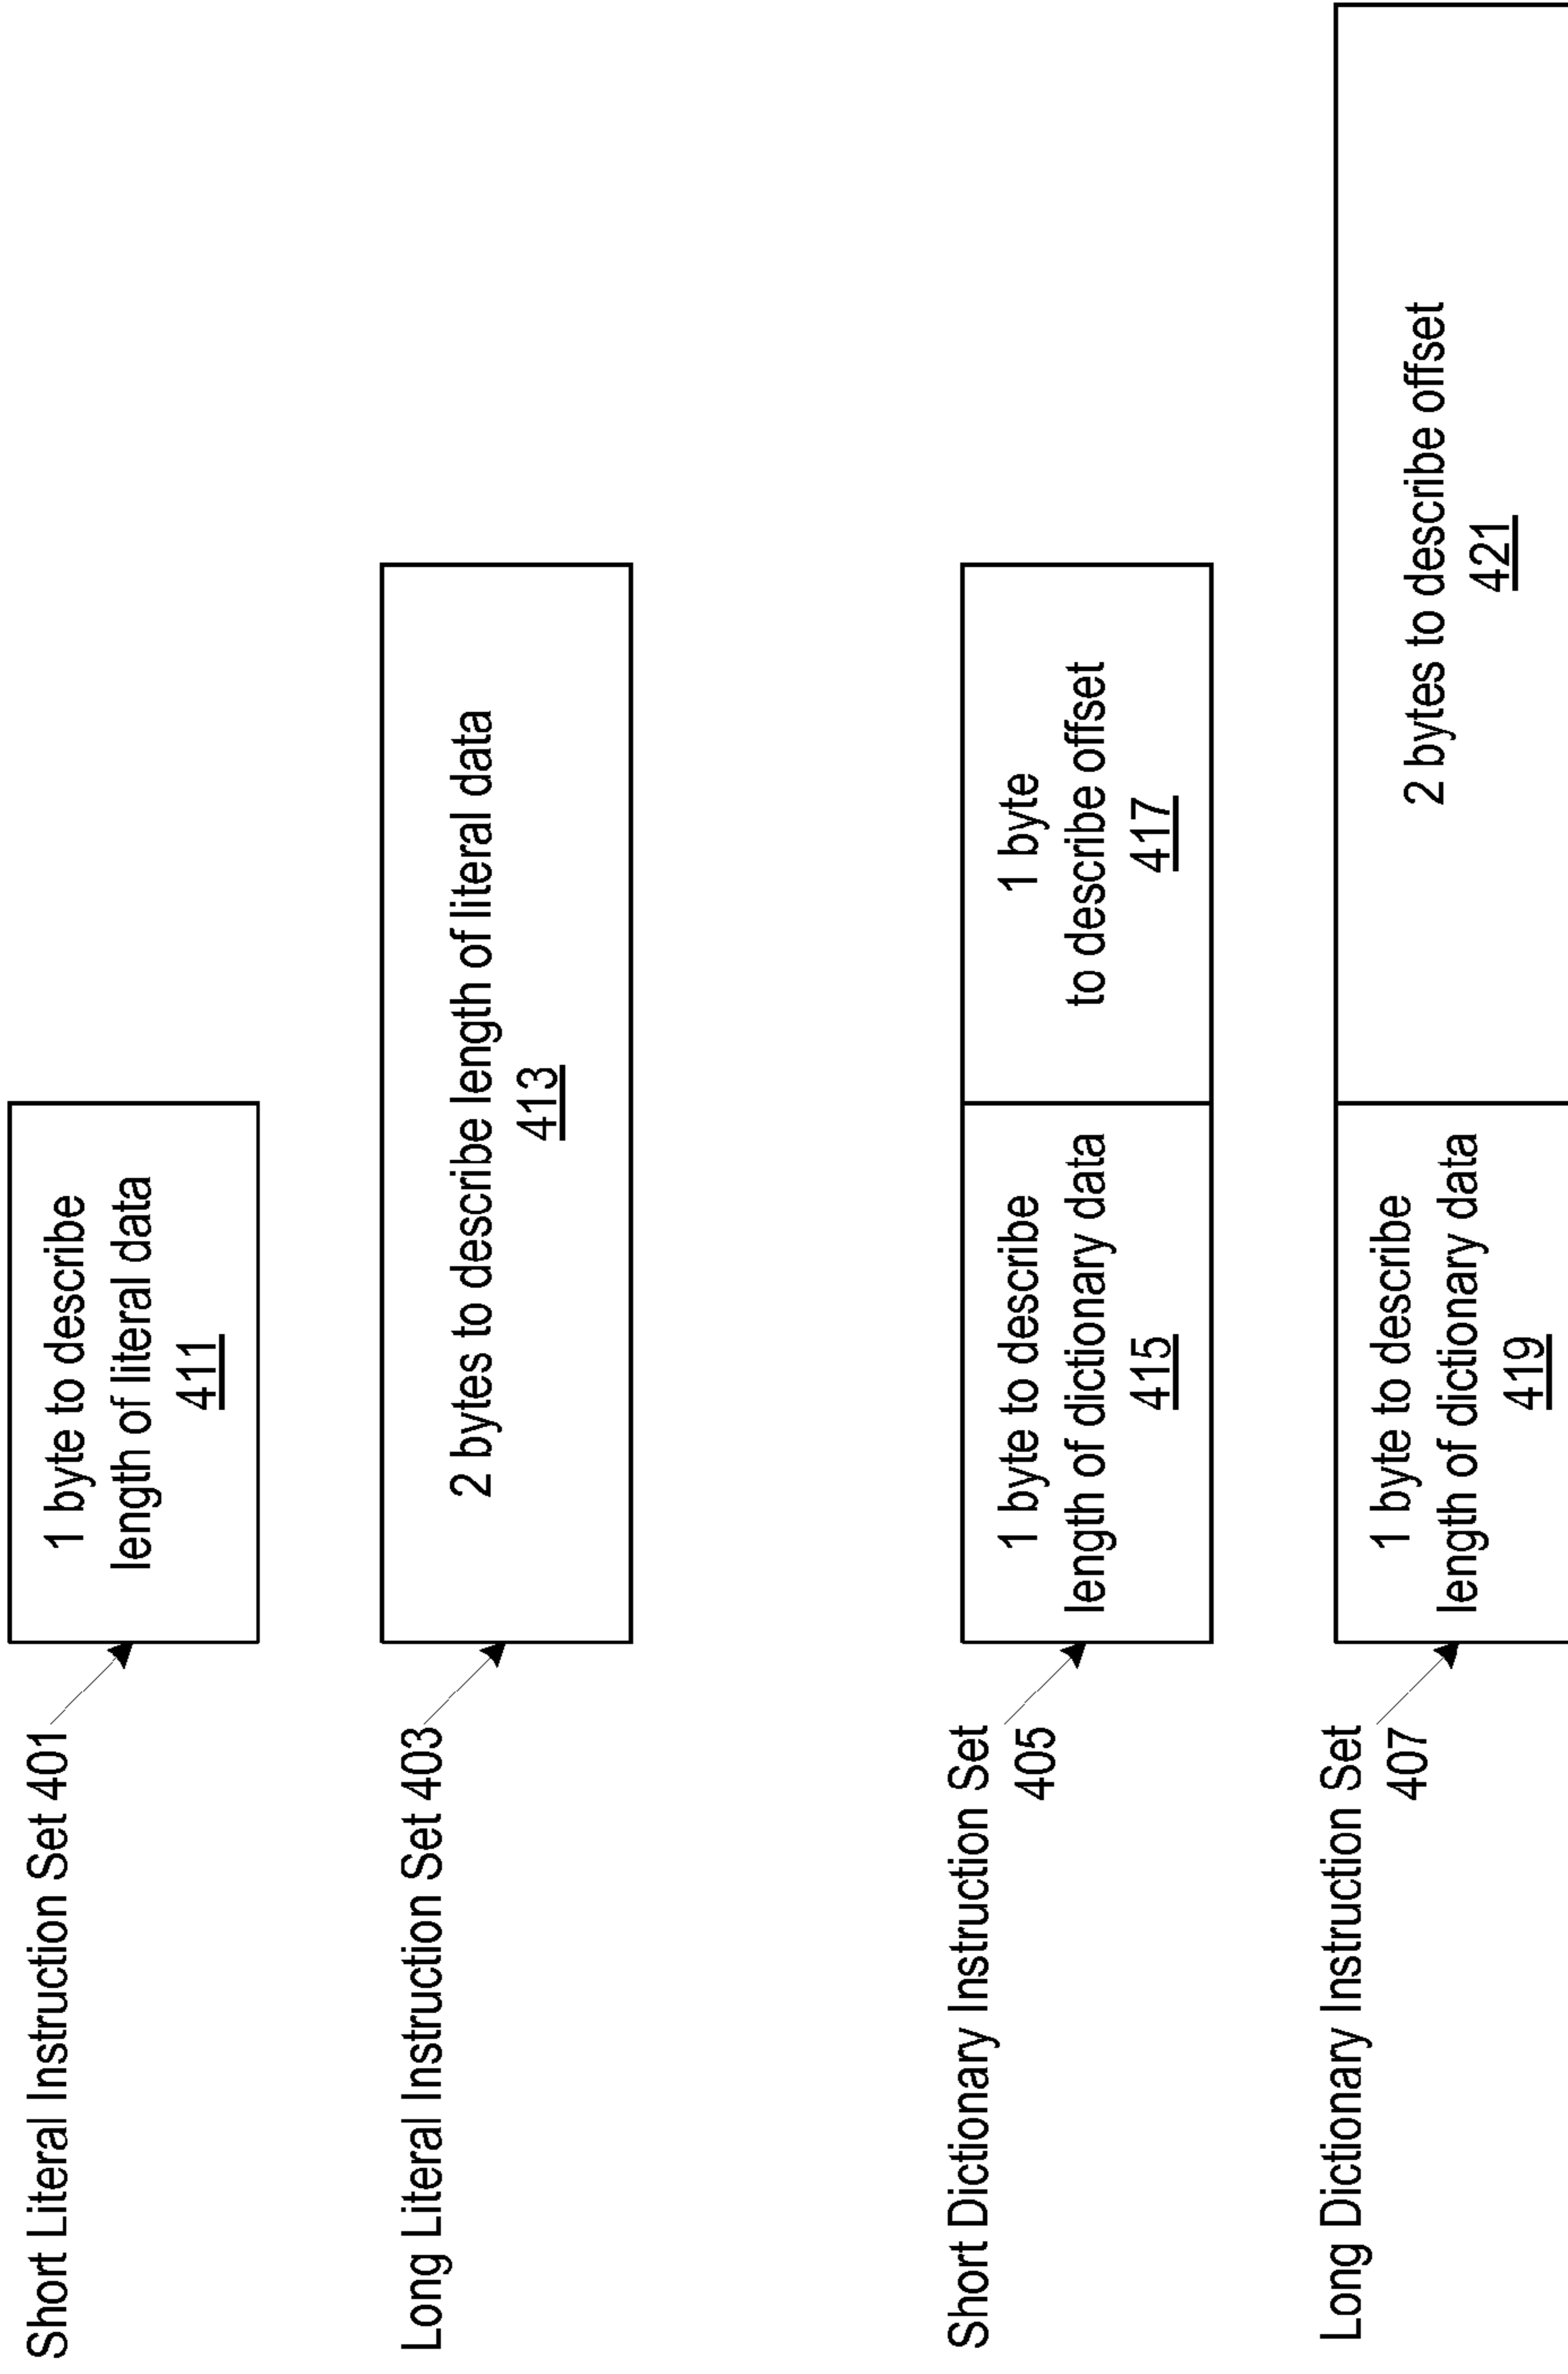 Short Literal Instruction Set 401
1 byte to describe
length of literal data
411
Long Literal Instruction Set 403
2 bytes to describe length of literal data
413
Short Dictionary Instruction Set
405
1 byte to describe
length of dictionary data
415
1 byte
to describe offset
417
Long Dictionary Instruction Set
407
1 byte to describe
length of dictionary data
419
2 bytes to describe offset
421